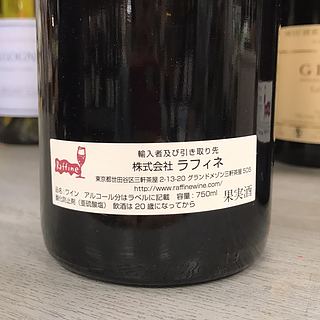 Raffine
輸入者及び引き取り先
株式会社 ラフィネ
東京都世田谷区三軒茶屋 2-13-20 グランドメゾン三軒茶屋 505
http://www.raffinewine.com/
品名:ワイン アルコール分はラベルに記載 容量:750ml
酸化防止剤(亜硫酸塩) 飲酒は20歳になってから
果実酒